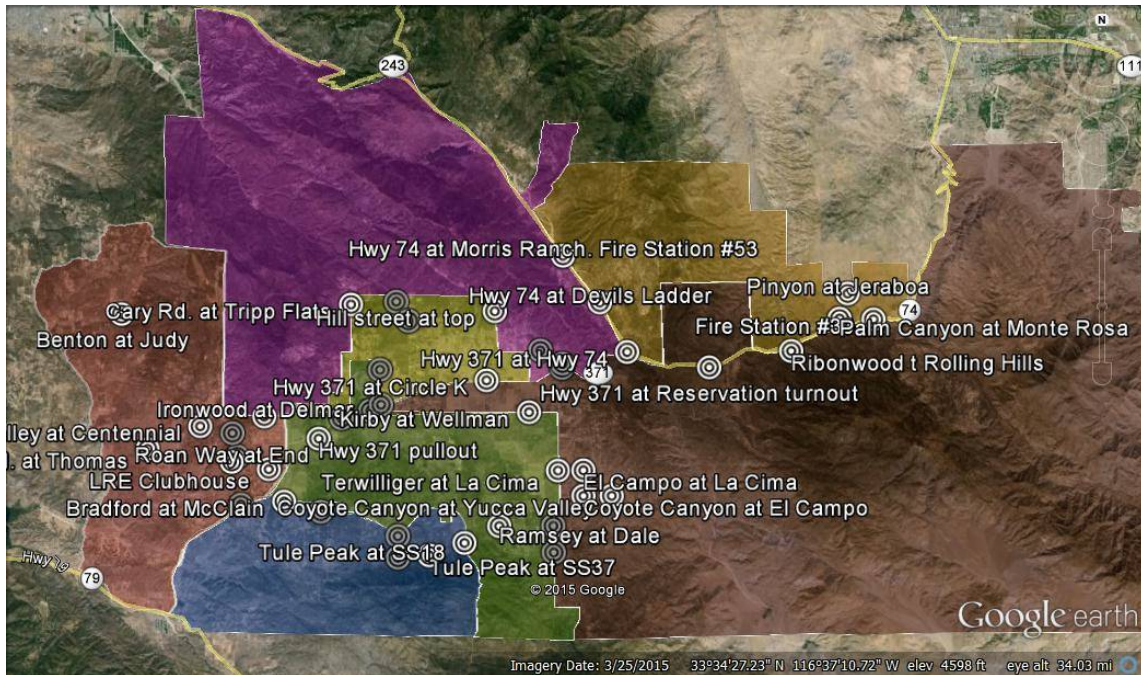 N
243
111
Hwy 74 at Morris Ranch. Fire Station #53
Hwy 74 at Devils Ladder
Pinyon at Jeraboa
Cary Rd. at Tripp Flats
Hill street at top
74
Benton at Judy
Fire Station #3
Palm Canyon at Monte Rosa
Hwy 371 at Hwy 74
371
Ribonwood t Rolling Hills
Hwy 371 at Circle K
Hwy 371 at Reservation turnout
Ironwood at Delmar
Kirby at Wellman
lley at Centennial
Roan Way at End
Hwy 371 pullout
. at Thomas
LRE Clubhouse
Terwilliger at La Cima
El Campo at La Cima
Bradford at McClain
Coyote Canyon at Yucca Valley
Coyote Canyon at El Campo
Ramsey at Dale
Tule Peak at SS18
Tule Peak at SS37
Hwy 79
79
© 2015 Google
Google earth
Imagery Date: 3/25/2015 33°34'27.23" N 116°37'10.72" W elev 4598 ft eye alt 34.03 mi